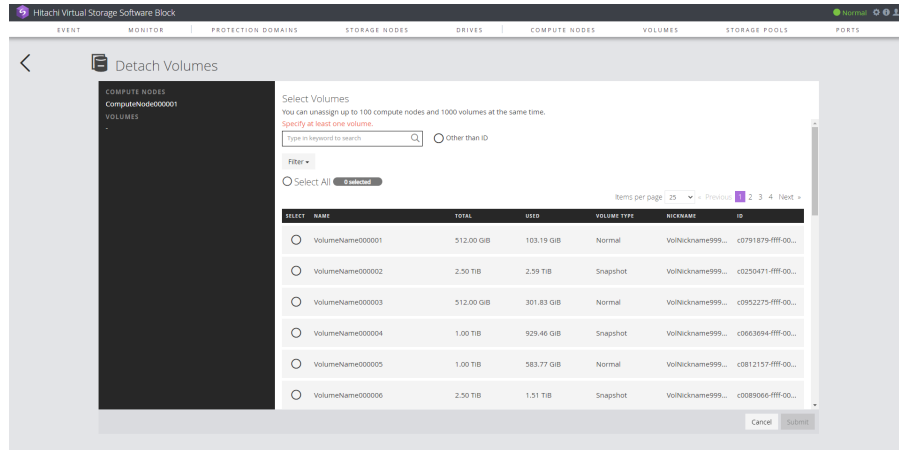 Hitachi Virtual Storage Software Block
Normal
EVENT MONITOR PROTECTION DOMAINS STORAGE NODES DRIVES COMPUTE NODES VOLUMES STORAGE POOLS PORTS
Detach Volumes
COMPUTE NODES
ComputeNode000001
VOLUMES
-
Select Volumes
You can unassign up to 100 compute nodes and 1000 volumes at the same time.
Specify at least one volume.
Type in keyword to search
Other than ID
Filter
Select All 0 selected
Items per page 25 « Previous 1 2 3 4 Next »
SELECT NAME TOTAL USED VOLUME TYPE NICKNAME ID
VolumeName000001 512.00 GiB 103.19 GiB Normal VolNickname999... c0791879-ffff-00...
VolumeName000002 2.50 TiB 2.59 TiB Snapshot VolNickname999... c0250471-ffff-00...
VolumeName000003 512.00 GiB 301.83 GiB Normal VolNickname999... c0952275-ffff-00...
VolumeName000004 1.00 TiB 929.46 GiB Snapshot VolNickname999... c0663694-ffff-00...
VolumeName000005 1.00 TiB 583.77 GiB Normal VolNickname999... c0812157-ffff-00...
VolumeName000006 2.50 TiB 1.51 TiB Snapshot VolNickname999... c0089066-ffff-00...
Cancel Submit